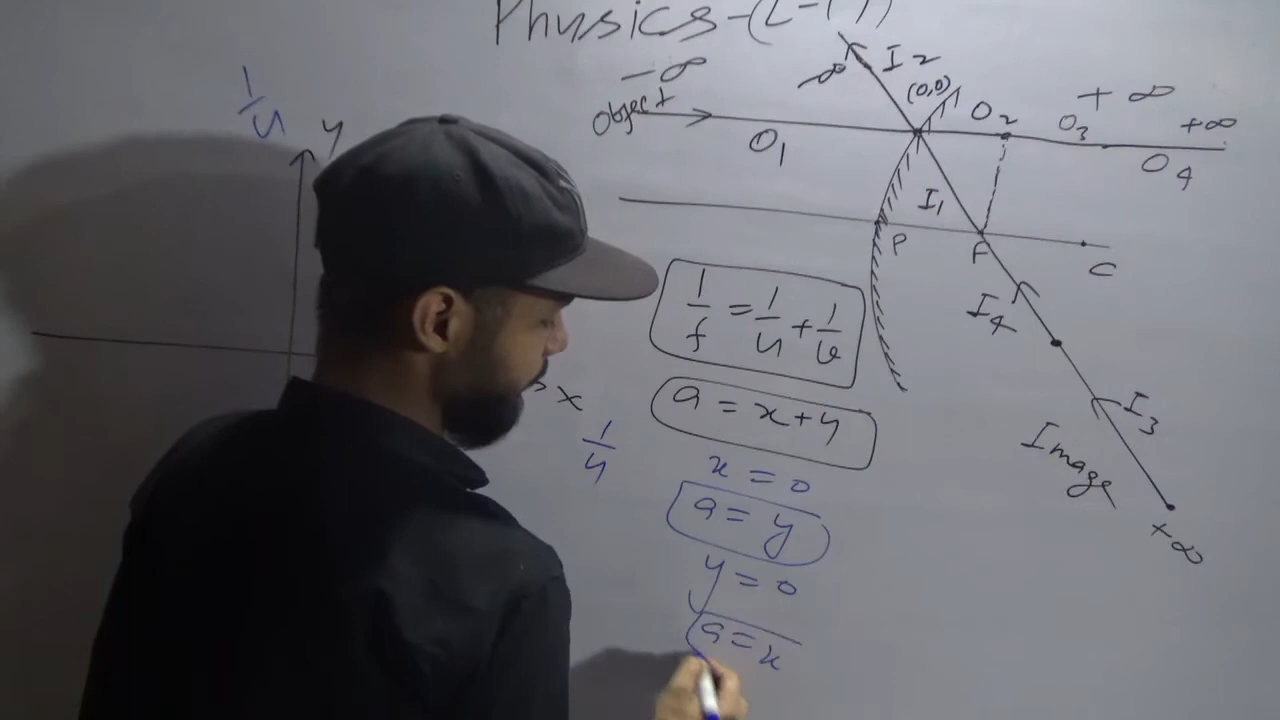 Physics-(L-1
1/u
y
x
1/u
-∞
Object
O1
-∞
I2
(0,0)
O2
+∞
O3
+∞
O4
I1
P
F
C
I4
I3
Image
+∞
1/f = 1/u + 1/v
a = x + y
x = 0
a = y
y = 0
a = x